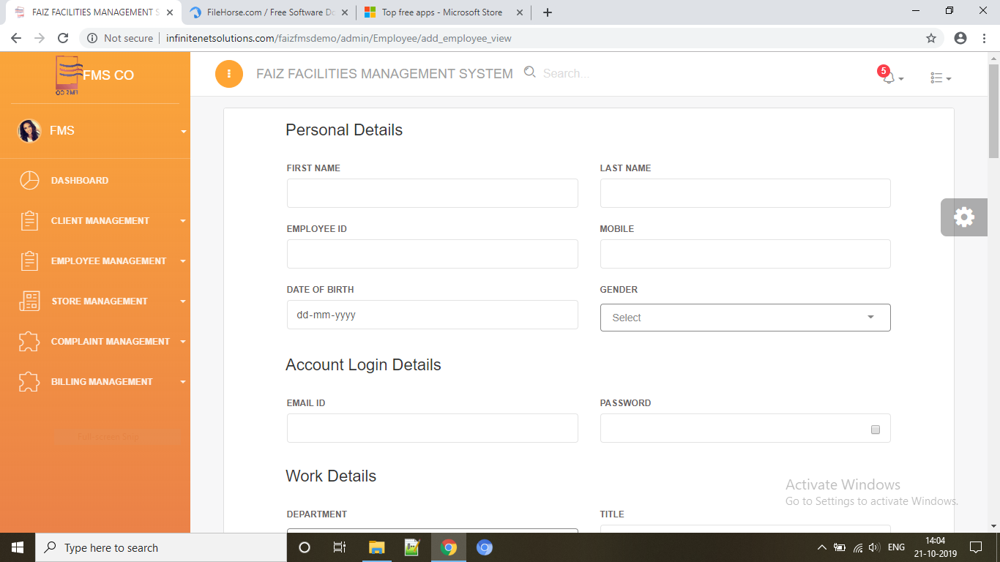 FAIZ FACILITIES MANAGEMENT S
FileHorse.com / Free Software Do
Top free apps - Microsoft Store
Not secure
infinitenetsolutions.com/faizfmsdemo/admin/Employee/add_employee_view
FMS CO
FAIZ FACILITIES MANAGEMENT SYSTEM
Search...
5
FMS
DASHBOARD
CLIENT MANAGEMENT
EMPLOYEE MANAGEMENT
STORE MANAGEMENT
COMPLAINT MANAGEMENT
BILLING MANAGEMENT
Full-screen Snip
Personal Details
FIRST NAME
LAST NAME
EMPLOYEE ID
MOBILE
DATE OF BIRTH
GENDER
dd-mm-yyyy
Select
Account Login Details
EMAIL ID
PASSWORD
Work Details
DEPARTMENT
TITLE
Activate Windows
Go to Settings to activate Windows.
Type here to search
ENG
14:04
21-10-2019